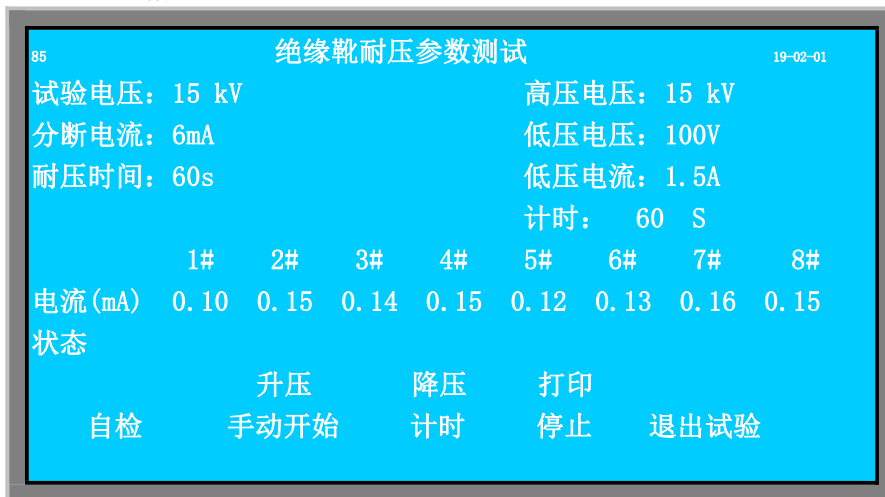 85 绝缘靴耐压参数测试 19-02-01
试验电压：15 kV 高压电压：15 kV
分断电流：6mA 低压电压：100V
耐压时间：60s 低压电流：1.5A
计时： 60 S
1# 2# 3# 4# 5# 6# 7# 8#
电流(mA) 0.10 0.15 0.14 0.15 0.12 0.13 0.16 0.15
状态
升压 降压 打印
自检 手动开始 计时 停止 退出试验